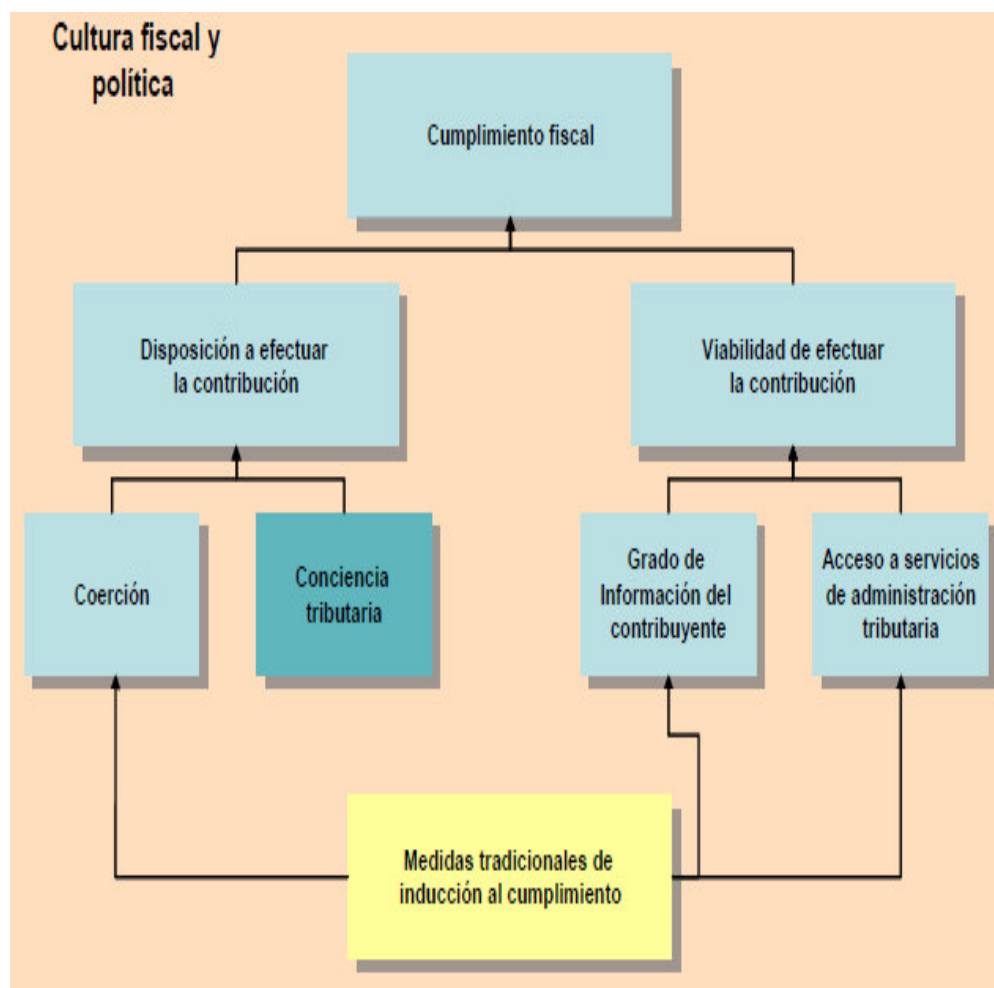 Cultura fiscal y
política
Cumplimiento fiscal
Disposición a efectuar
la contribución
Viabilidad de efectuar
la contribución
Coerción
Conciencia
tributaria
Grado de
Información del
contribuyente
Acceso a servicios
de administración
tributaria
Medidas tradicionales de
inducción al cumplimiento